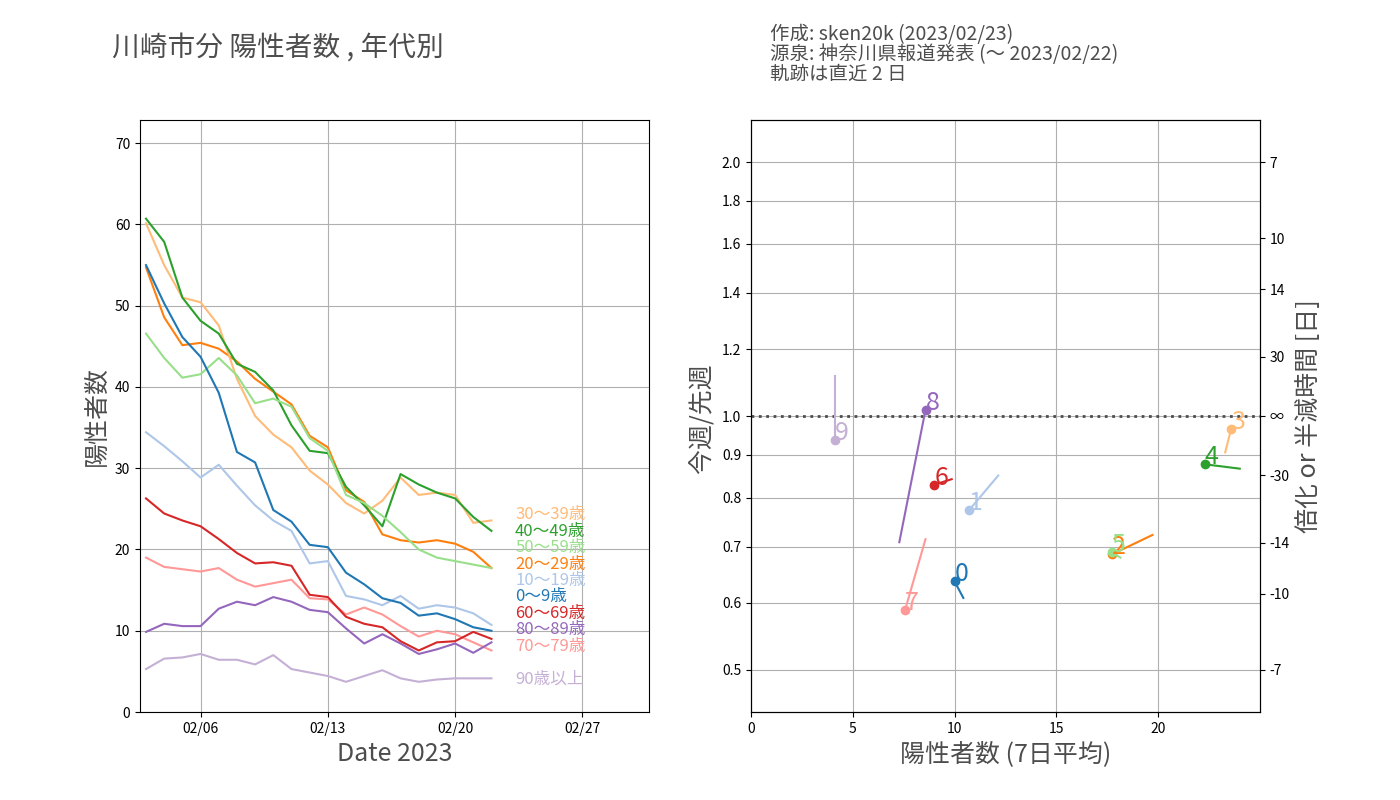 川崎市分 陽性者数 , 年代別
作成: sken20k (2023/02/23)
源泉: 神奈川県報道発表 (〜 2023/02/22)
軌跡は直近 2 日
陽性者数
70
60
50
40
30
20
10
0
30〜39歳
40〜49歳
50〜59歳
20〜29歳
10〜19歳
0〜9歳
60〜69歳
80〜89歳
70〜79歳
90歳以上
02/06
02/13
02/20
02/27
Date 2023
今週/先週
2.0
1.8
1.6
1.4
1.2
1.0
0.9
0.8
0.7
0.6
0.5
8
3
9
4
6
1
5
2
0
7
0
5
10
15
20
陽性者数 (7日平均)
7
10
14
30
∞
-30
-14
-10
-7
倍化 or 半減時間 [日]